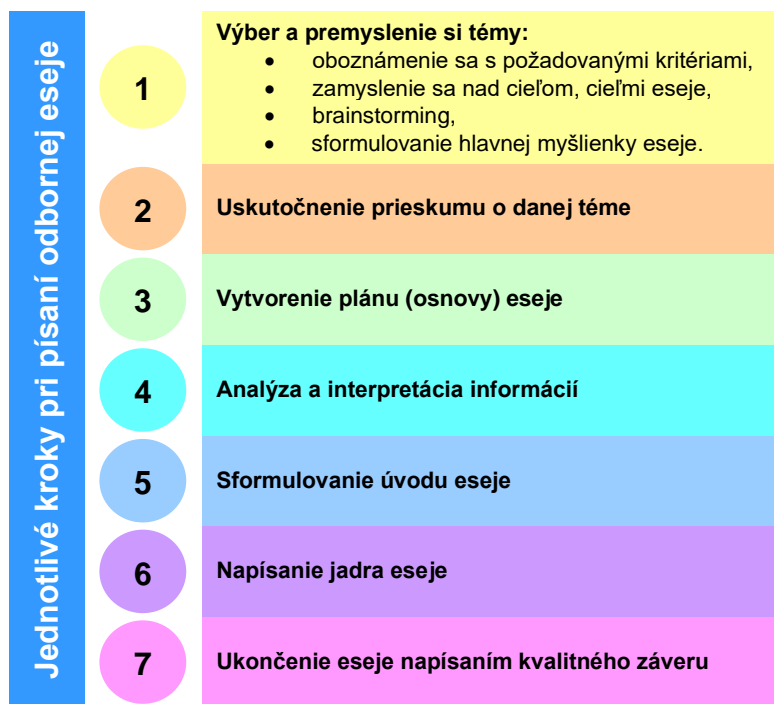 Jednotlivé kroky pri písaní odbornej eseje
1
Výber a premyslenie si témy:
• oboznámenie sa s požadovanými kritériami,
• zamyslenie sa nad cieľom, cieľmi eseje,
• brainstorming,
• sformulovanie hlavnej myšlienky eseje.
2
Uskutočnenie prieskumu o danej téme
3
Vytvorenie plánu (osnovy) eseje
4
Analýza a interpretácia informácií
5
Sformulovanie úvodu eseje
6
Napísanie jadra eseje
7
Ukončenie eseje napísaním kvalitného záveru